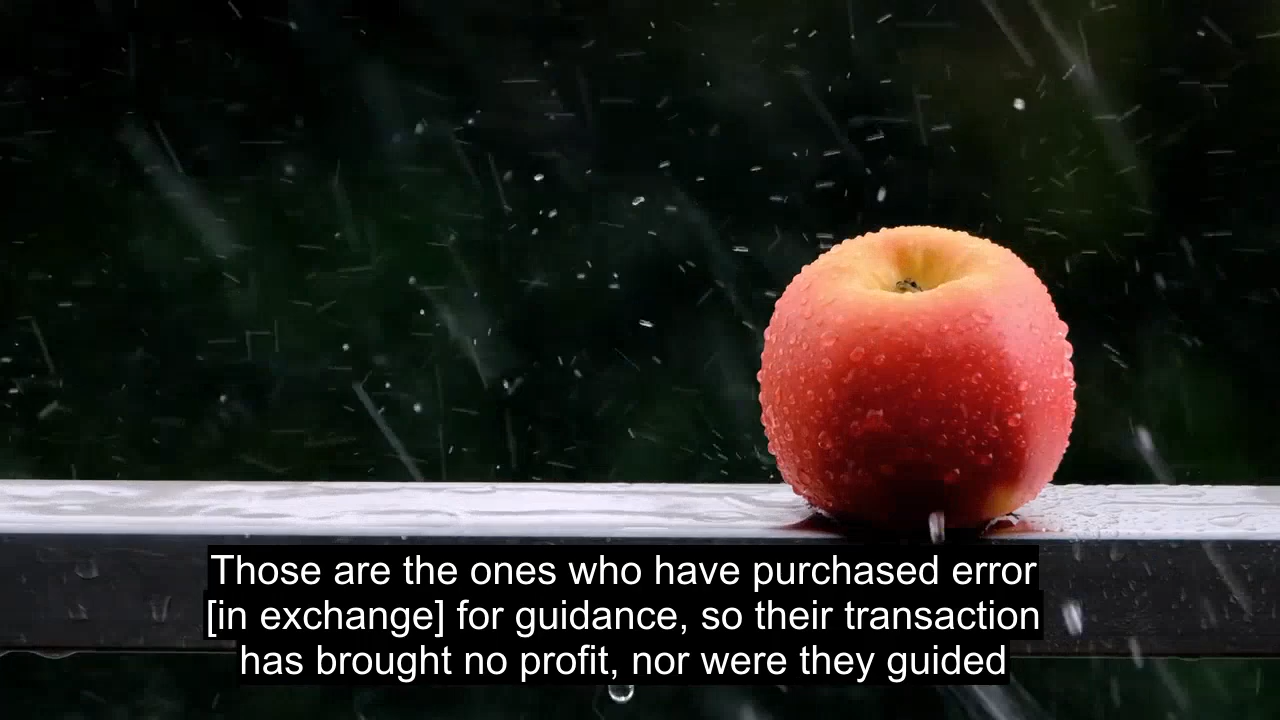 Those are the ones who have purchased error
[in exchange] for guidance, so their transaction
has brought no profit, nor were they guided